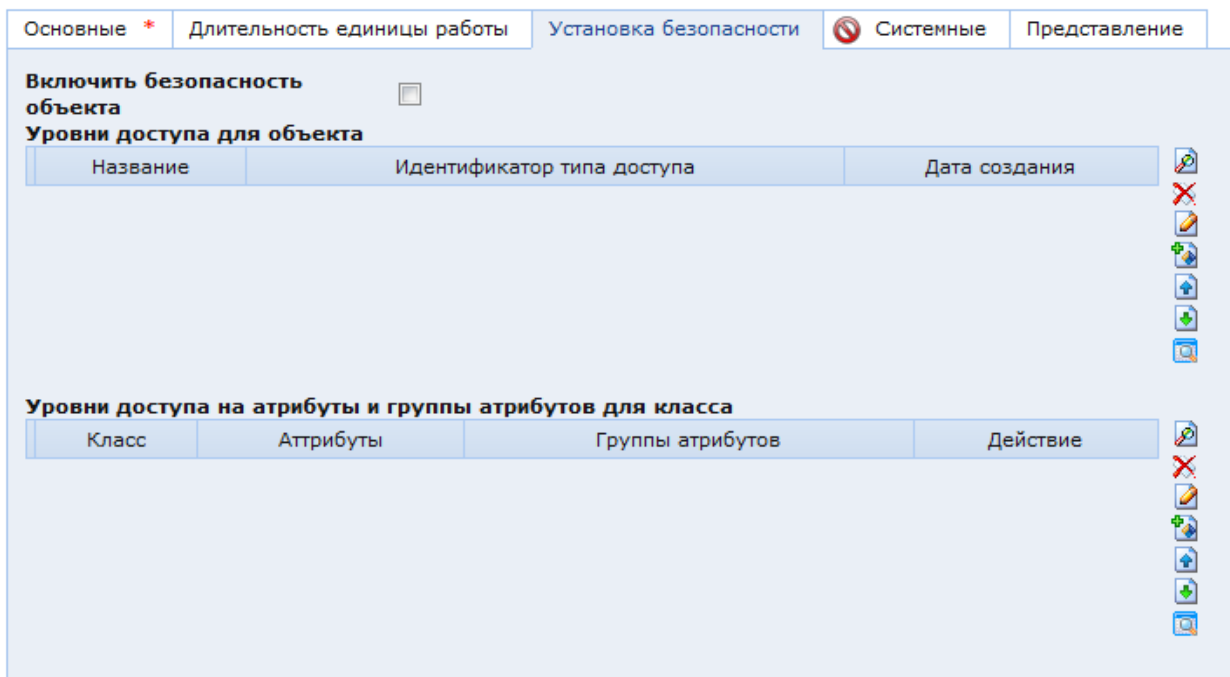 Основные * Длительность единицы работы Установка безопасности Системные Представление
Включить безопасность
объекта
Уровни доступа для объекта
Название Идентификатор типа доступа Дата создания
Уровни доступа на атрибуты и группы атрибутов для класса
Класс Аттрибуты Группы атрибутов Действие